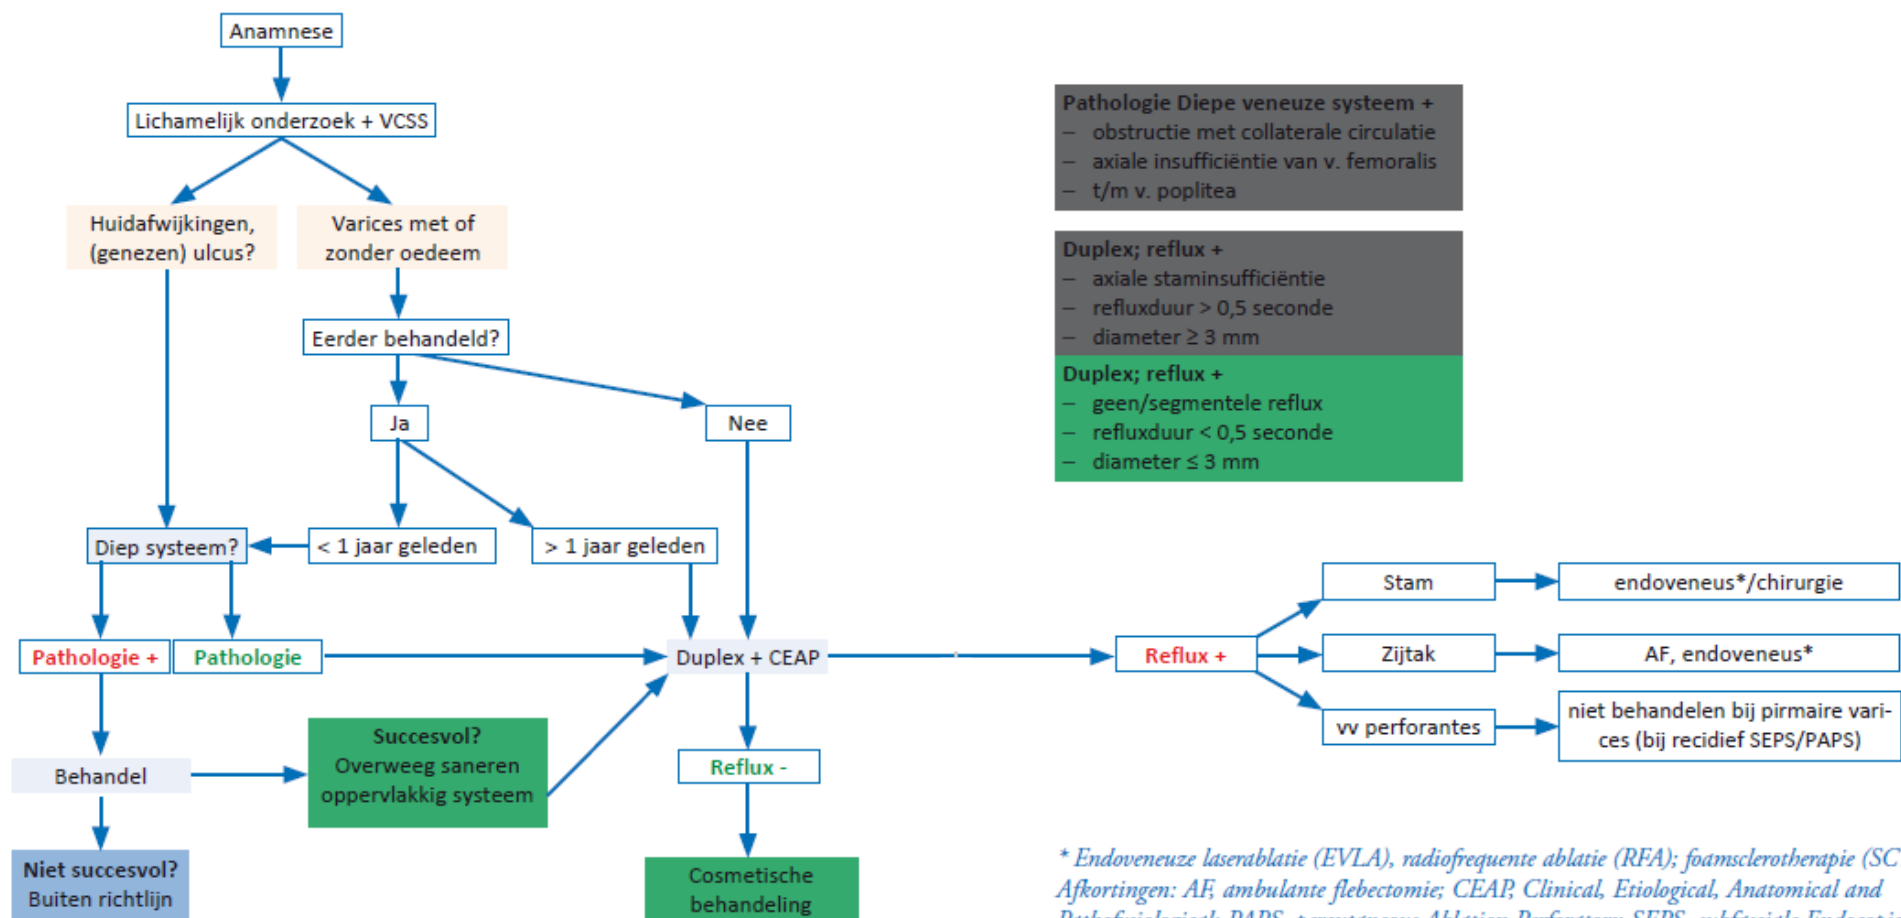 Anamnese
Lichamelijk onderzoek + VCSS
Huidafwijkingen,
(genezen) ulcus?
Varices met of
zonder oedeem
Eerder behandeld?
Ja
Nee
Diep systeem?
< 1 jaar geleden
> 1 jaar geleden
Pathologie +
Pathologie
Duplex + CEAP
Behandel
Succesvol?
Overweeg saneren
oppervlakkig systeem
Reflux -
Niet succesvol?
Buiten richtlijn
Cosmetische
behandeling
Pathologie Diepe veneuze systeem +
– obstructie met collaterale circulatie
– axiale insufficiëntie van v. femoralis
– t/m v. poplitea
Duplex; reflux +
– axiale staminsufficiëntie
– refluxduur > 0,5 seconde
– diameter ≥ 3 mm
Duplex; reflux +
– geen/segmentele reflux
– refluxduur < 0,5 seconde
– diameter ≤ 3 mm
Reflux +
Stam
endoveneus*/chirurgie
Zijtak
AF, endoveneus*
vv perforantes
niet behandelen bij pirmaire vari-
ces (bij recidief SEPS/PAPS)
* Endoveneuze laserablatie (EVLA), radiofrequente ablatie (RFA); foamsclerotherapie (SC
Afkortingen: AF, ambulante flebectomie; CEAP, Clinical, Etiological, Anatomical and